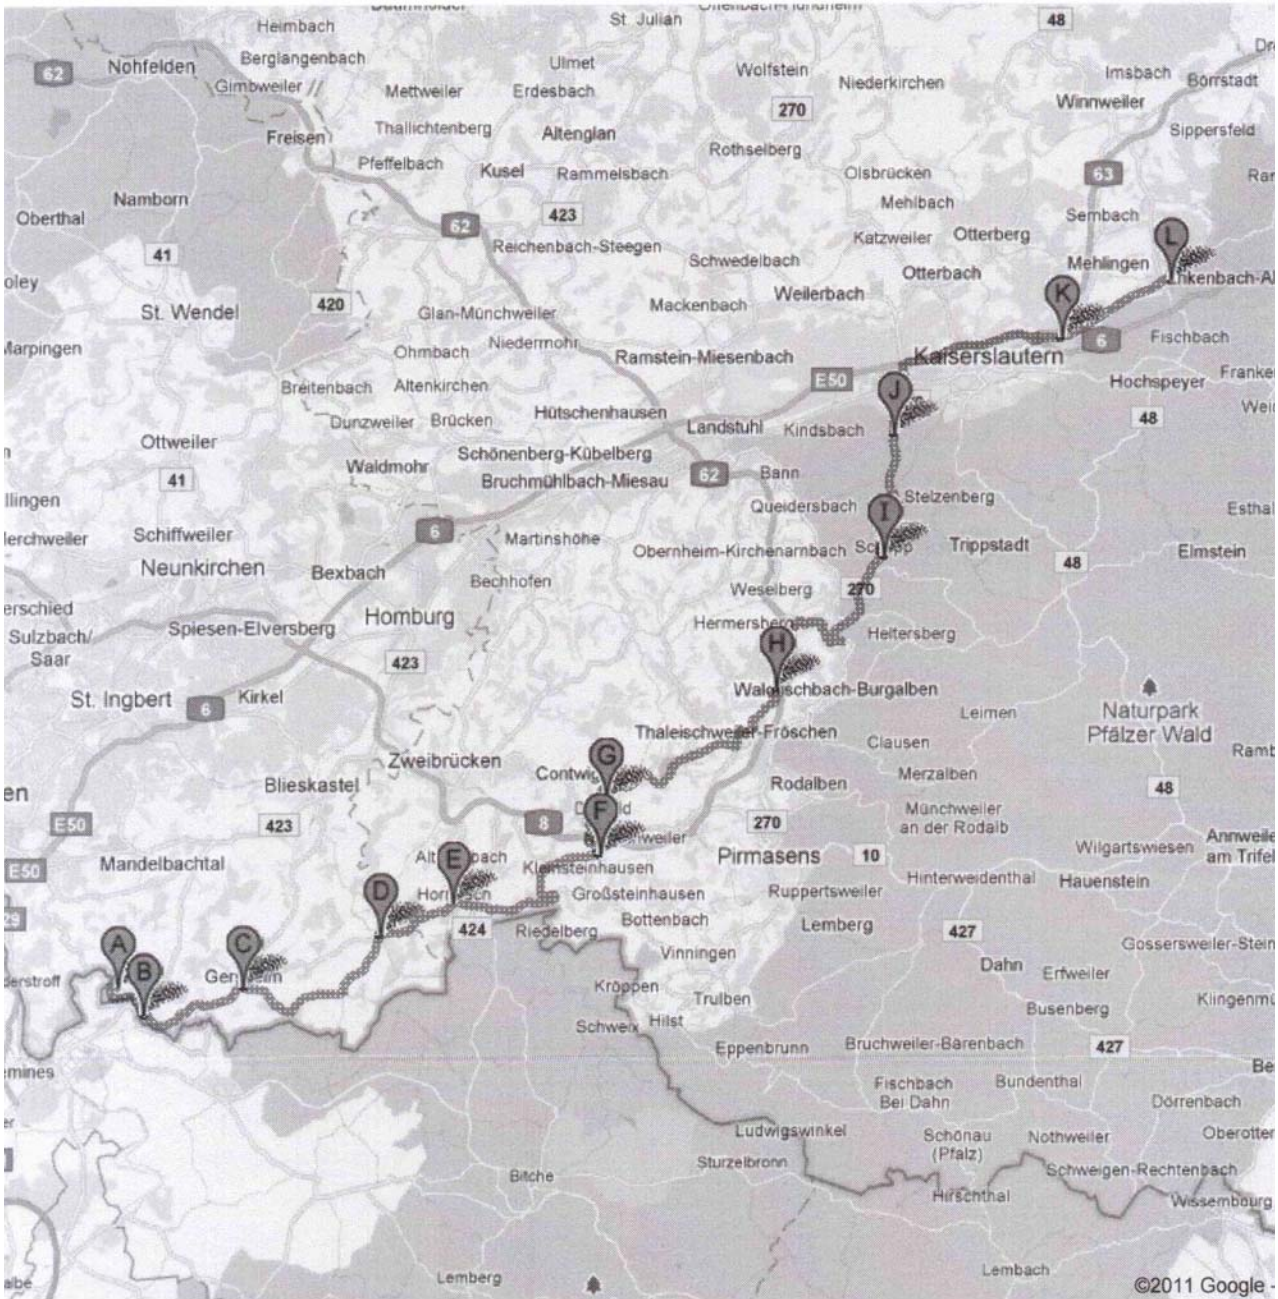 St. Julian
48
Heimbach
Nohfelden
Berglangenbach
Ulmet
Wolfstein
Niederkirchen
Imsbach
Börrstadt
62
Gimbweiler
Mettweiler
Erdesbach
Winnweiler
270
Freisen
Thallichtenberg
Altenglan
Sippersfeld
Pfeffelbach
Kusel
Rammelsbach
Rothselberg
Olsbrücken
63
Namborn
Mehlbach
Oberthal
423
62
Sembach
Reichenbach-Steegen
Katzweiler
Otterberg
L
41
Schwedelbach
Otterbach
Mehlingen
420
Mackenbach
Weilerbach
K
St. Wendel
Glan-Münchweiler
Niedermohr
6
Fischbach
Marpingen
Ohmbach
Ramstein-Miesenbach
Kaiserslautern
Breitenbach
Altenkirchen
E50
J
Hochspeyer
Dunzweiler
Brücken
Hütschenhausen
Landstuhl
Kindsbach
48
Ottweiler
Schönenberg-Kübelberg
Waldmohr
41
Bruchmühlbach-Miesau
62
Bann
Queidersbach
Stelzenberg
Schiffweiler
6
Martinshöhe
I
Obernheim-Kirchenarnbach
Trippstadt
Elmstein
Neunkirchen
Bexbach
Bechhofen
48
Weselberg
270
Homburg
Spiesen-Elversberg
Sulzbach/
Saar
Heltersberg
423
H
St. Ingbert
Kirkel
6
Leimen
Naturpark
Pfälzer Wald
Thaleischweiler-Fröschen
Clausen
Zweibrücken
G
Merzalben
Blieskastel
Rodalben
48
F
Münchweiler
an der Rodalb
E50
423
8
270
Wilgartswiesen
Mandelbachtal
E
Kleinsteinhausen
Pirmasens
10
E50
Hinterweidenthal
Hauenstein
D
Großsteinhausen
Ruppertsweiler
Bottenbach
Lemberg
A
C
424
Riedelberg
427
Vinningen
B
Dahn
Erfweiler
Kröppen
Trulben
Busenberg
Schweix
Hilst
Eppenbrunn
Bruchweiler-Bärenbach
427
Fischbach
Bei Dahn
Bundenthal
Dörrenbach
Ludwigswinkel
Schönau
(Pfalz)
Nothweiler
Bitche
Sturzelbronn
Schweigen-Rechtenbach
Hirschthal
Wissembourg
Lemberg
Lembach
©2011 Google -